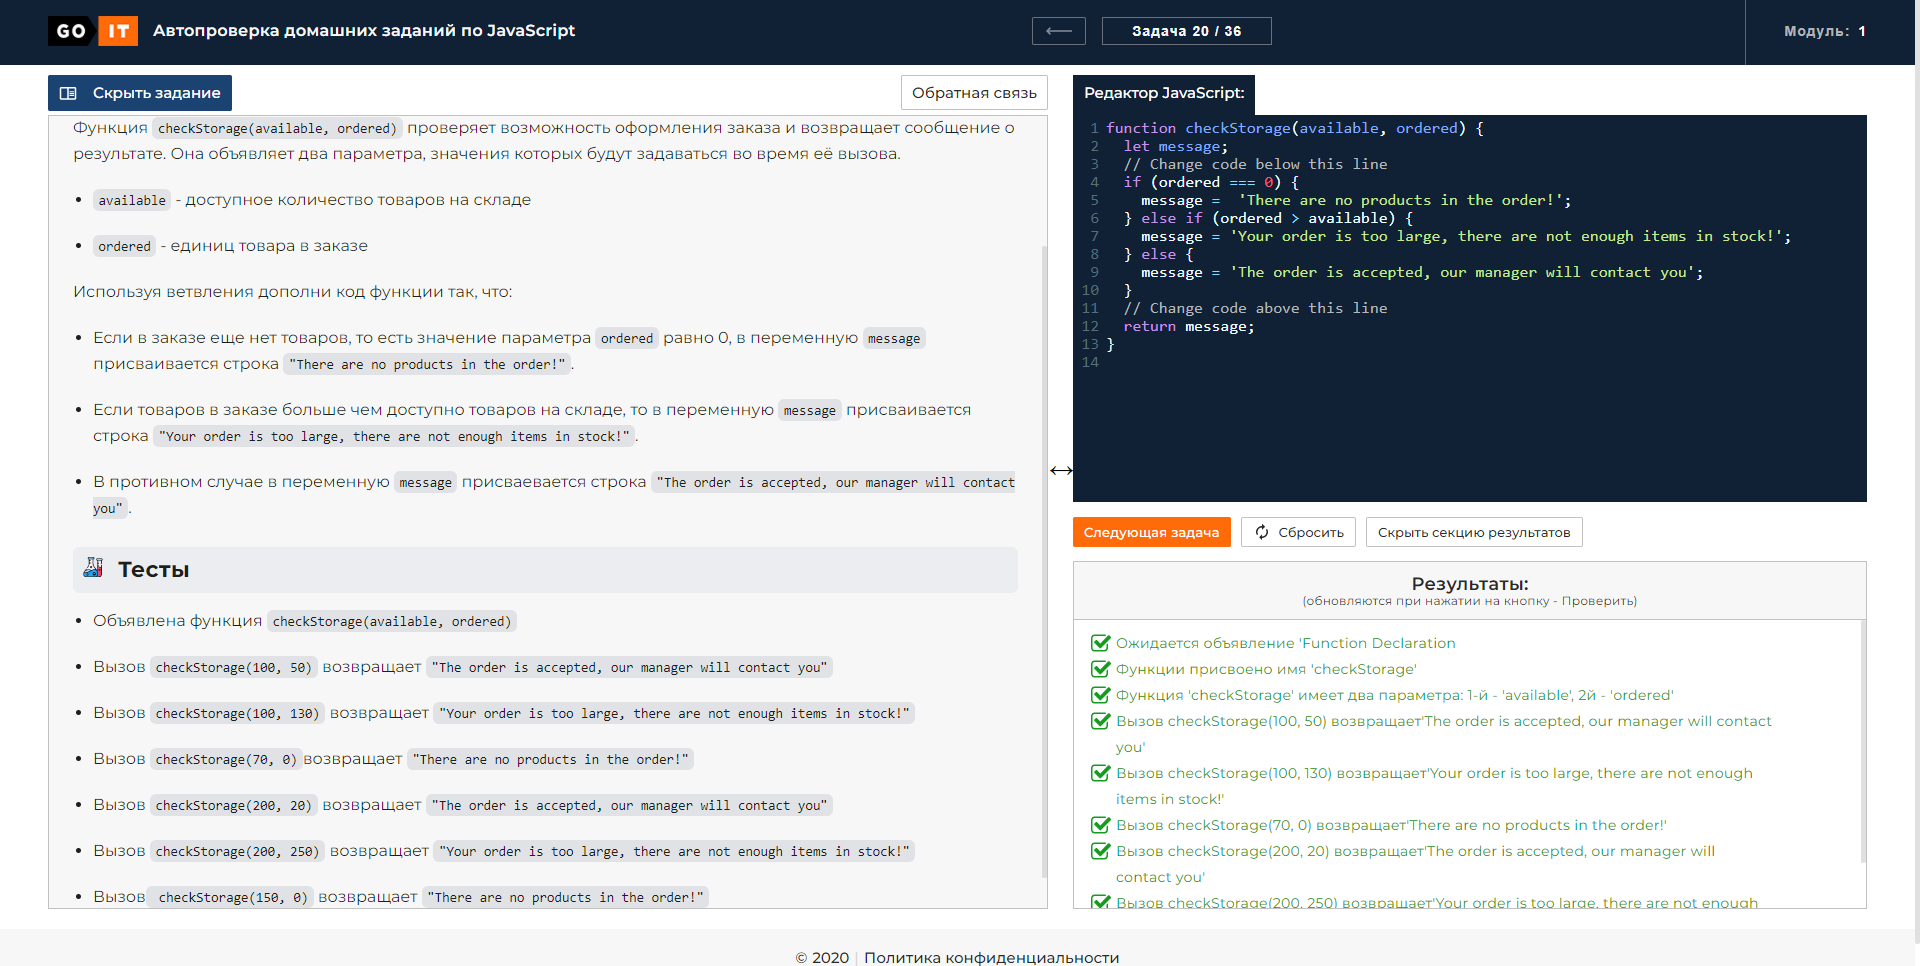 GO IT Автопроверка домашних заданий по JavaScript
Задача 20 / 36
Модуль: 1
Скрыть задание
Обратная связь
Функция checkStorage(available, ordered) проверяет возможность оформления заказа и возвращает сообщение о
результате. Она объявляет два параметра, значения которых будут задаваться во время её вызова.
available - доступное количество товаров на складе
ordered - единиц товара в заказе
Используя ветвления дополни код функции так, что:
Если в заказе еще нет товаров, то есть значение параметра ordered равно 0, в переменную message
присваивается строка "There are no products in the order!".
Если товаров в заказе больше чем доступно товаров на складе, то в переменную message присваивается
строка "Your order is too large, there are not enough items in stock!".
В противном случае в переменную message присваевается строка "The order is accepted, our manager will contact
you".
Тесты
Объявлена функция checkStorage(available, ordered)
Вызов checkStorage(100, 50) возвращает "The order is accepted, our manager will contact you"
Вызов checkStorage(100, 130) возвращает "Your order is too large, there are not enough items in stock!"
Вызов checkStorage(70, 0) возвращает "There are no products in the order!"
Вызов checkStorage(200, 20) возвращает "The order is accepted, our manager will contact you"
Вызов checkStorage(200, 250) возвращает "Your order is too large, there are not enough items in stock!"
Вызов checkStorage(150, 0) возвращает "There are no products in the order!"
Редактор JavaScript:
1 function checkStorage(available, ordered) {
2 let message;
3 // Change code below this line
4 if (ordered === 0) {
5 message =  'There are no products in the order!';
6 } else if (ordered > available) {
7 message = 'Your order is too large, there are not enough items in stock!';
8 } else {
9 message = 'The order is accepted, our manager will contact you';
10 }
11 // Change code above this line
12 return message;
13 }
14
Следующая задача
Сбросить
Скрыть секцию результатов
Результаты:
(обновляются при нажатии на кнопку - Проверить)
Ожидается объявление 'Function Declaration
Функции присвоено имя 'checkStorage'
Функция 'checkStorage' имеет два параметра: 1-й - 'available', 2й - 'ordered'
Вызов checkStorage(100, 50) возвращает'The order is accepted, our manager will contact
you'
Вызов checkStorage(100, 130) возвращает'Your order is too large, there are not enough
items in stock!'
Вызов checkStorage(70, 0) возвращает'There are no products in the order!'
Вызов checkStorage(200, 20) возвращает'The order is accepted, our manager will
contact you'
Вызов checkStorage(200, 250) возвращает'Your order is too large, there are not enough
© 2020 | Политика конфиденциальности